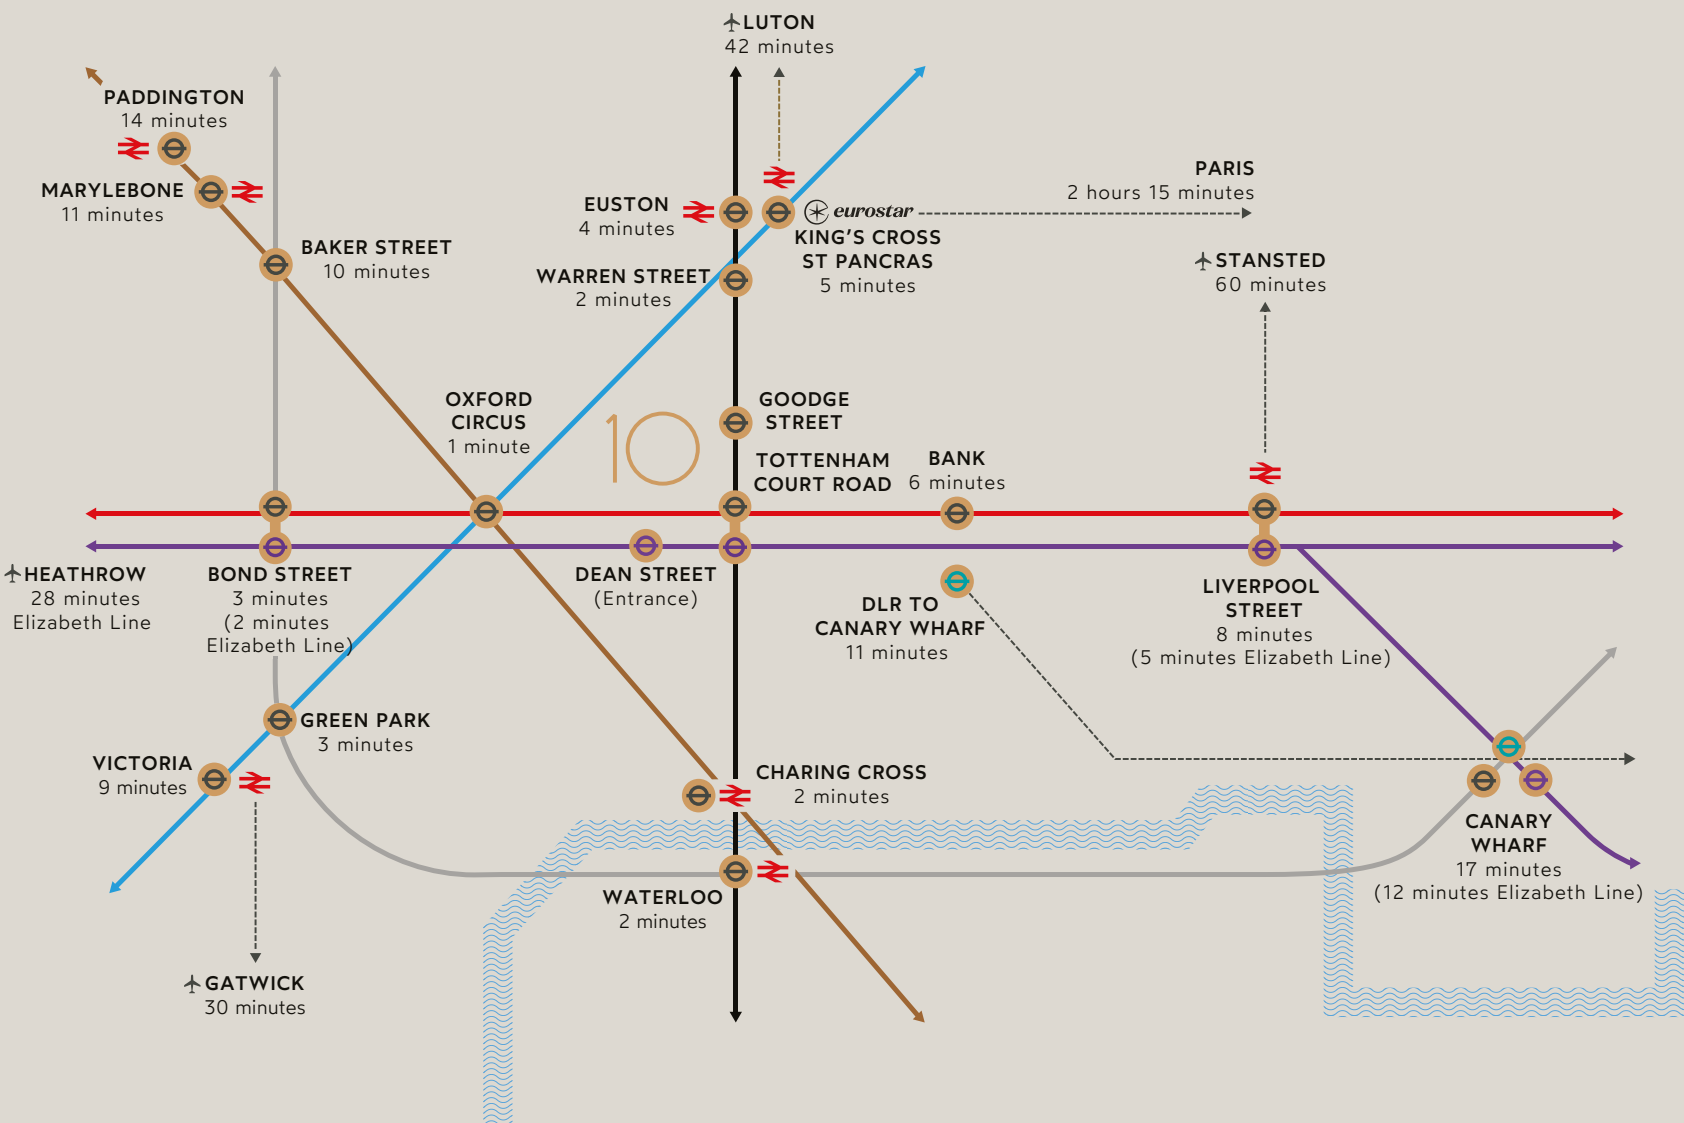 LUTON
42 minutes
PADDINGTON
14 minutes
MARYLEBONE
11 minutes
BAKER STREET
10 minutes
EUSTON
4 minutes
WARREN STREET
2 minutes
eurostar
KING'S CROSS
ST PANCRAS
5 minutes
PARIS
2 hours 15 minutes
STANSTED
60 minutes
OXFORD
CIRCUS
1 minute
10
GOODGE
STREET
TOTTENHAM
COURT ROAD
BANK
6 minutes
HEATHROW
28 minutes
Elizabeth Line
BOND STREET
3 minutes
(2 minutes
Elizabeth Line)
DEAN STREET
(Entrance)
DLR TO
CANARY WHARF
11 minutes
LIVERPOOL
STREET
8 minutes
(5 minutes Elizabeth Line)
GREEN PARK
3 minutes
VICTORIA
9 minutes
CHARING CROSS
2 minutes
WATERLOO
2 minutes
CANARY
WHARF
17 minutes
(12 minutes Elizabeth Line)
GATWICK
30 minutes